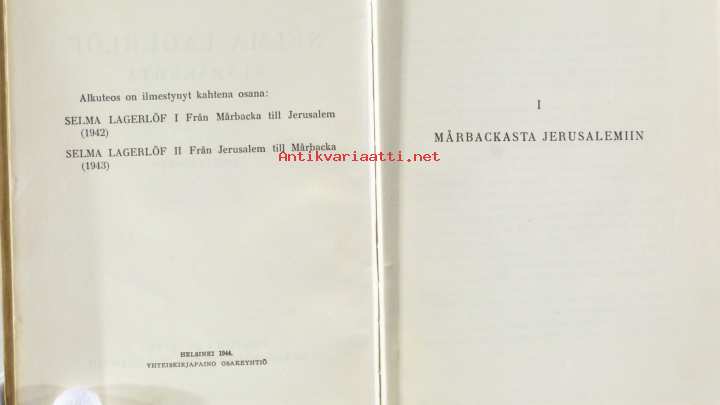 Alkuteos on ilmestynyt kahtena osana:
SELMA LAGERLÖF I Från Mårbacka till Jerusalem
(1942)
SELMA LAGERLÖF II Från Jerusalem till Mårbacka
(1943)
HELSINKI 1944.
YHTEISKIRJAPAINO OSAKEYHTIÖ
Antikvariaatti.net
I
MÅRBACKASTA JERUSALEMIIN